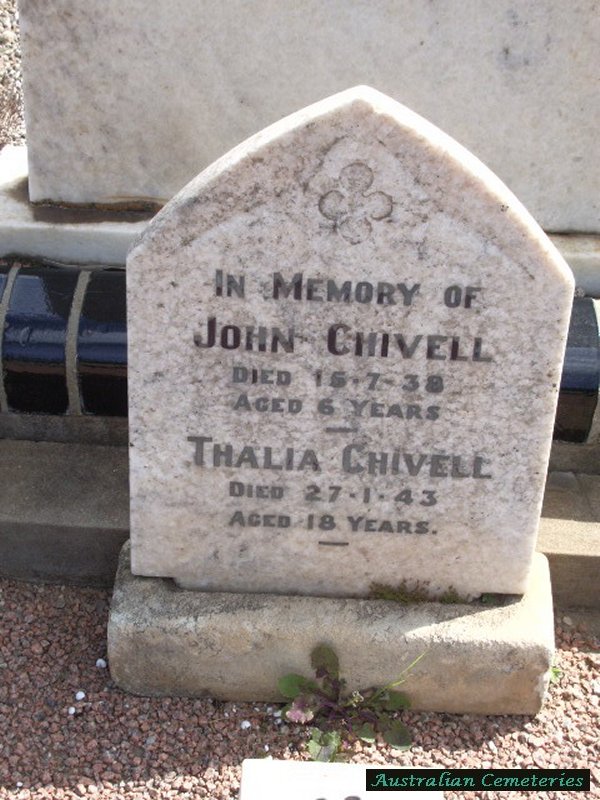 In Memory of
John Chivell
Died 15-7-38
Aged 6 Years
Thalia Chivell
Died 27-1-43
Aged 18 Years.
Australian Cemeteries